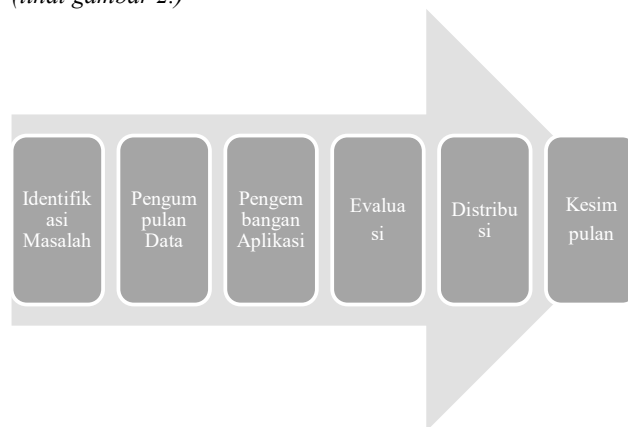 (lihat gambar 2.)
Identifik
asi
Masalah
Pengum
pulan
Data
Pengem
bangan
Aplikasi
Evalua
si
Distribu
si
Kesim
pulan